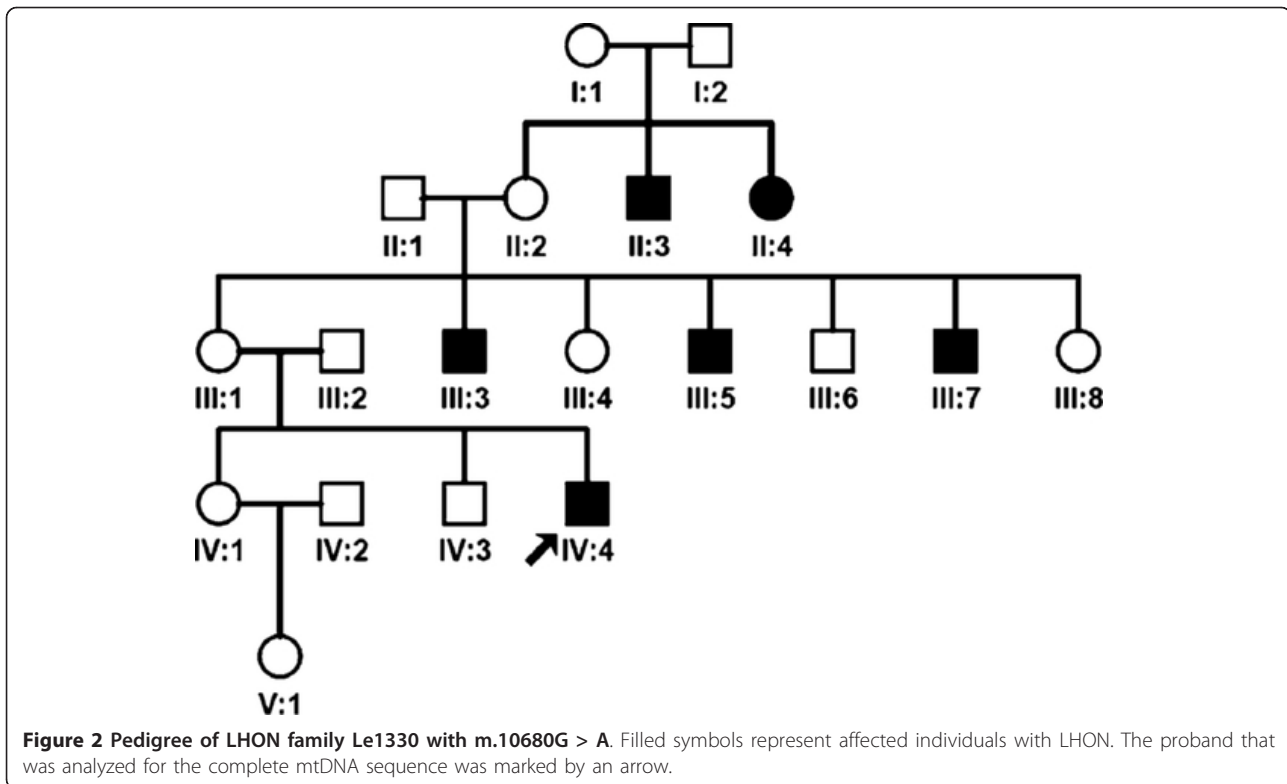 I:1 I:2
II:1 II:2 II:3 II:4
III:1 III:2 III:3 III:4 III:5 III:6 III:7 III:8
IV:1 IV:2 IV:3 IV:4
V:1
Figure 2 Pedigree of LHON family Le1330 with m.10680G > A. Filled symbols represent affected individuals with LHON. The proband that
was analyzed for the complete mtDNA sequence was marked by an arrow.